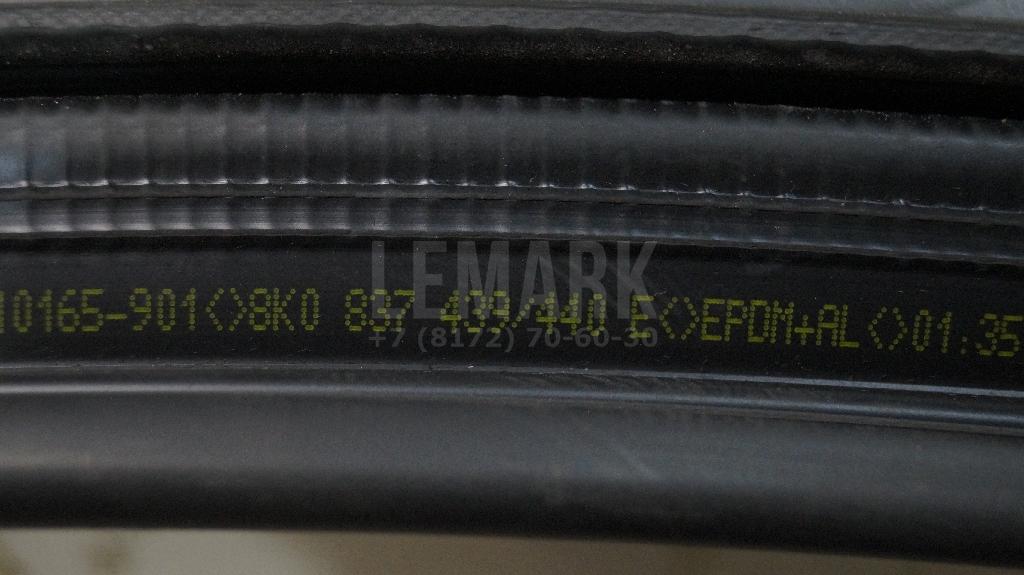 10165-901<>8K0 837 439/440 E<>EPDM+AL<>01:35
LEMARK
+7 (8172) 70-60-30